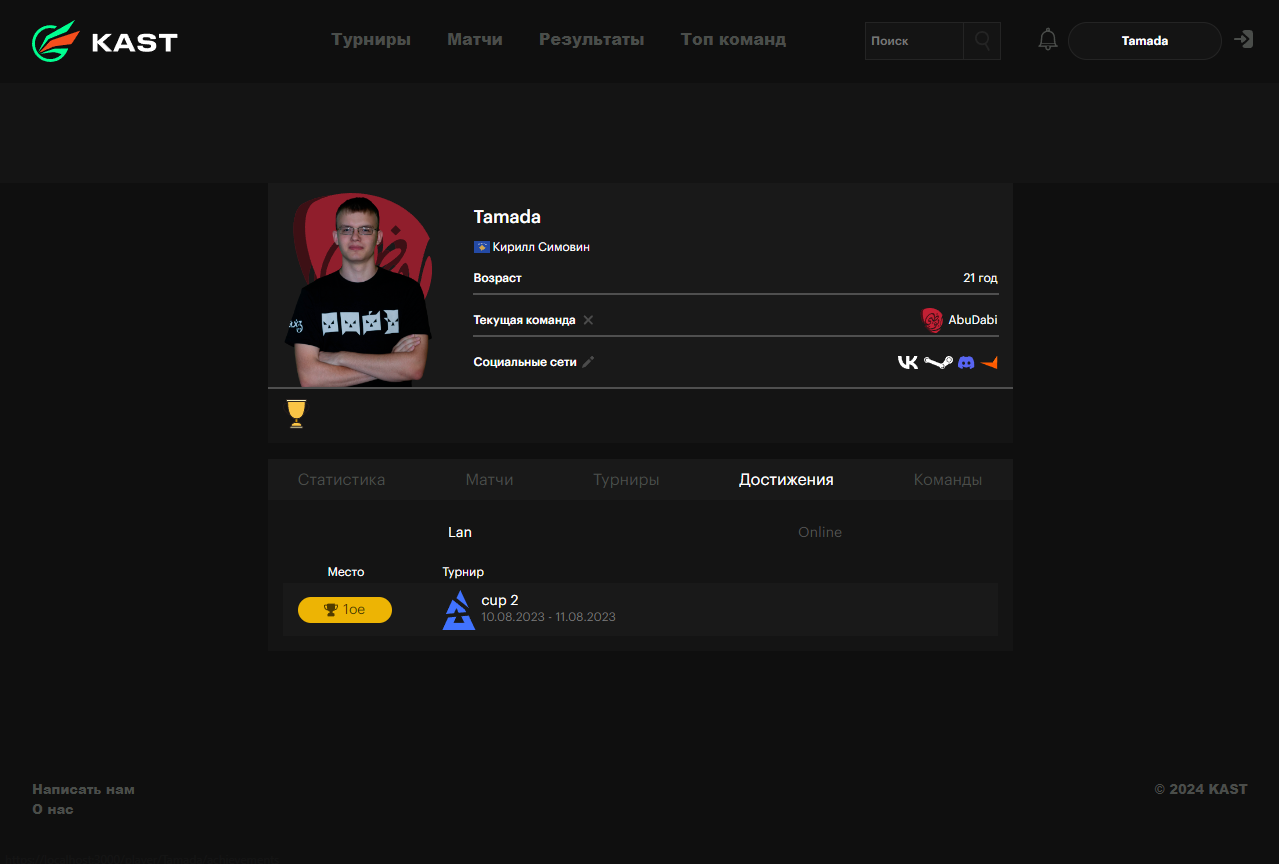 KAST
Турниры Матчи Результаты Топ команд
Поиск
Tamada
Tamada
Кирилл Симовин
Возраст 21 год
Текущая команда AbuDabi
Социальные сети
Статистика Матчи Турниры Достижения Команды
Lan Online
Место Турнир
1ое cup 2
10.08.2023 - 11.08.2023
Написать нам © 2024 KAST
О нас